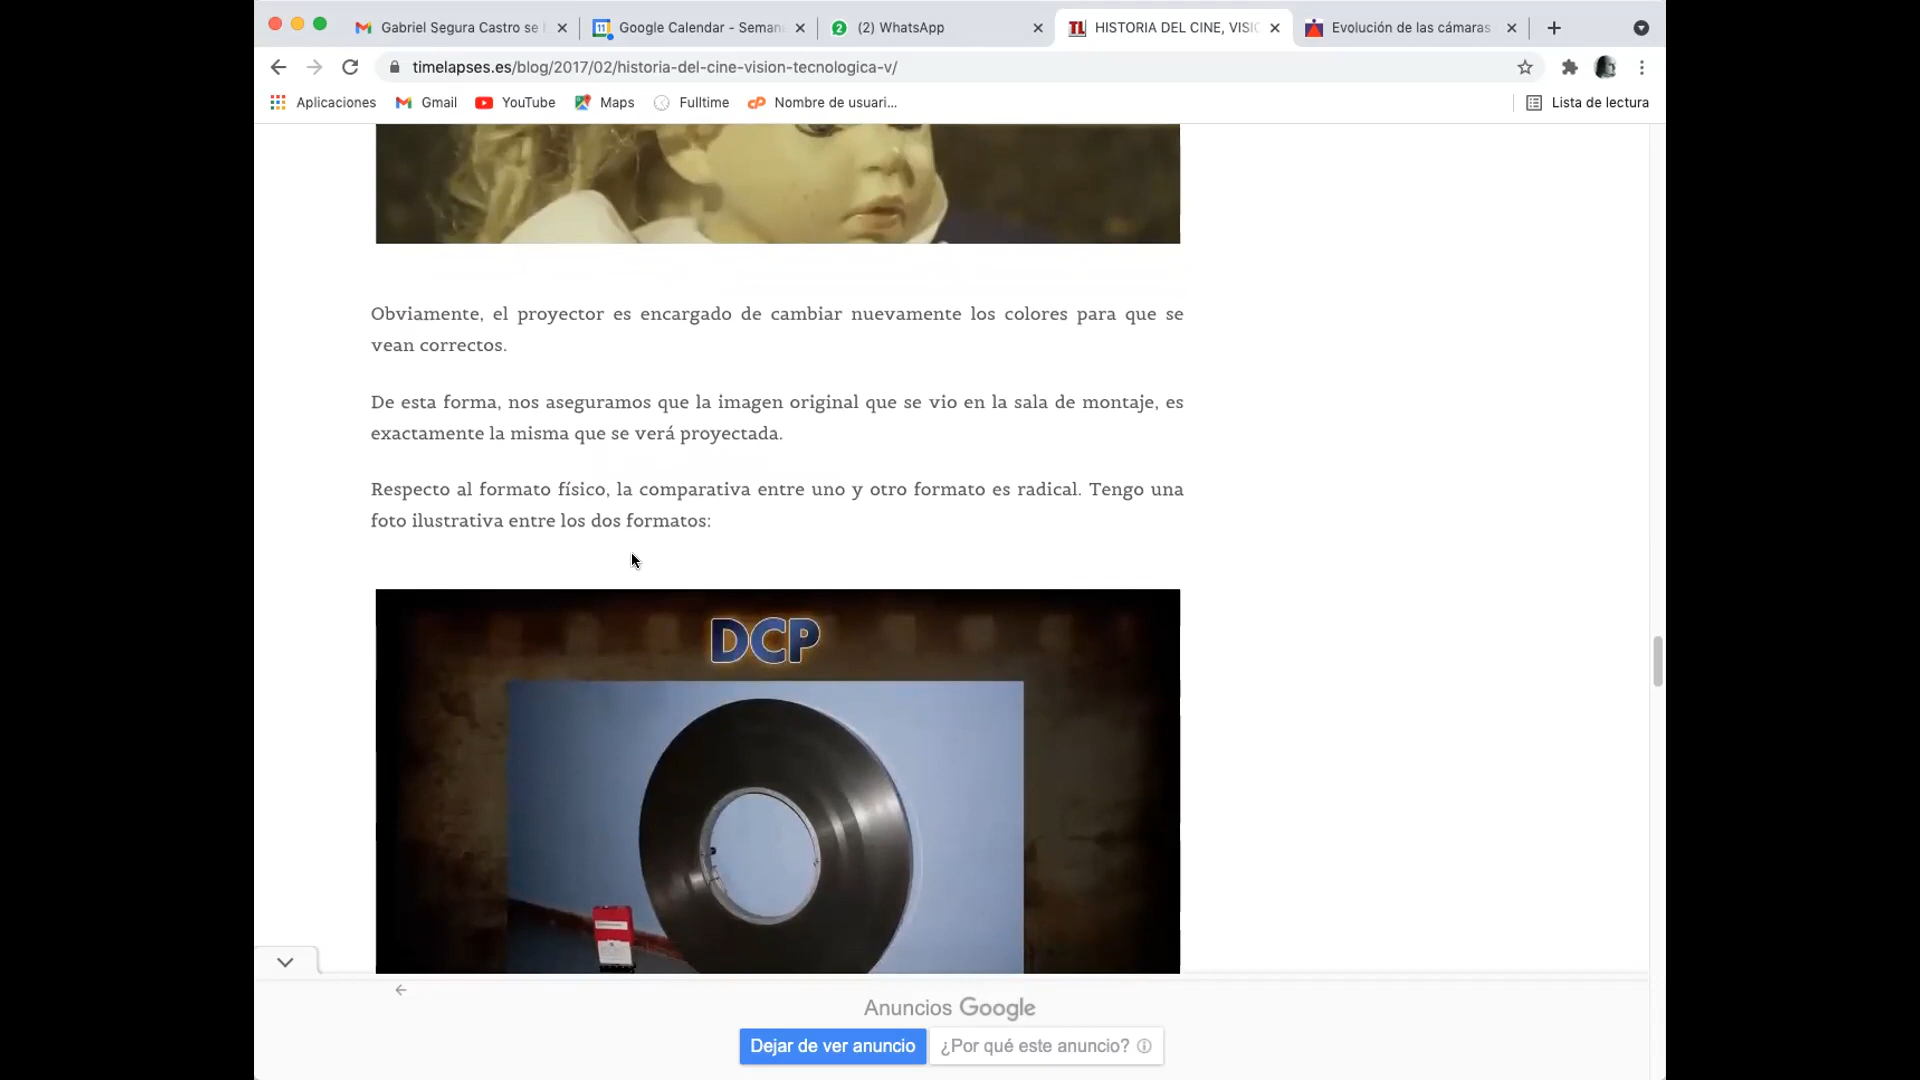 Gabriel Segura Castro se
Google Calendar - Seman
(2) WhatsApp
HISTORIA DEL CINE, VISI
Evolución de las cámaras
timelapses.es/blog/2017/02/historia-del-cine-vision-tecnologica-v/
Aplicaciones
Gmail
YouTube
Maps
Fulltime
Nombre de usuari...
Lista de lectura
Obviamente, el proyector es encargado de cambiar nuevamente los colores para que se
vean correctos.
De esta forma, nos aseguramos que la imagen original que se vio en la sala de montaje, es
exactamente la misma que se verá proyectada.
Respecto al formato físico, la comparativa entre uno y otro formato es radical. Tengo una
foto ilustrativa entre los dos formatos:
DCP
Anuncios Google
Dejar de ver anuncio
¿Por qué este anuncio?